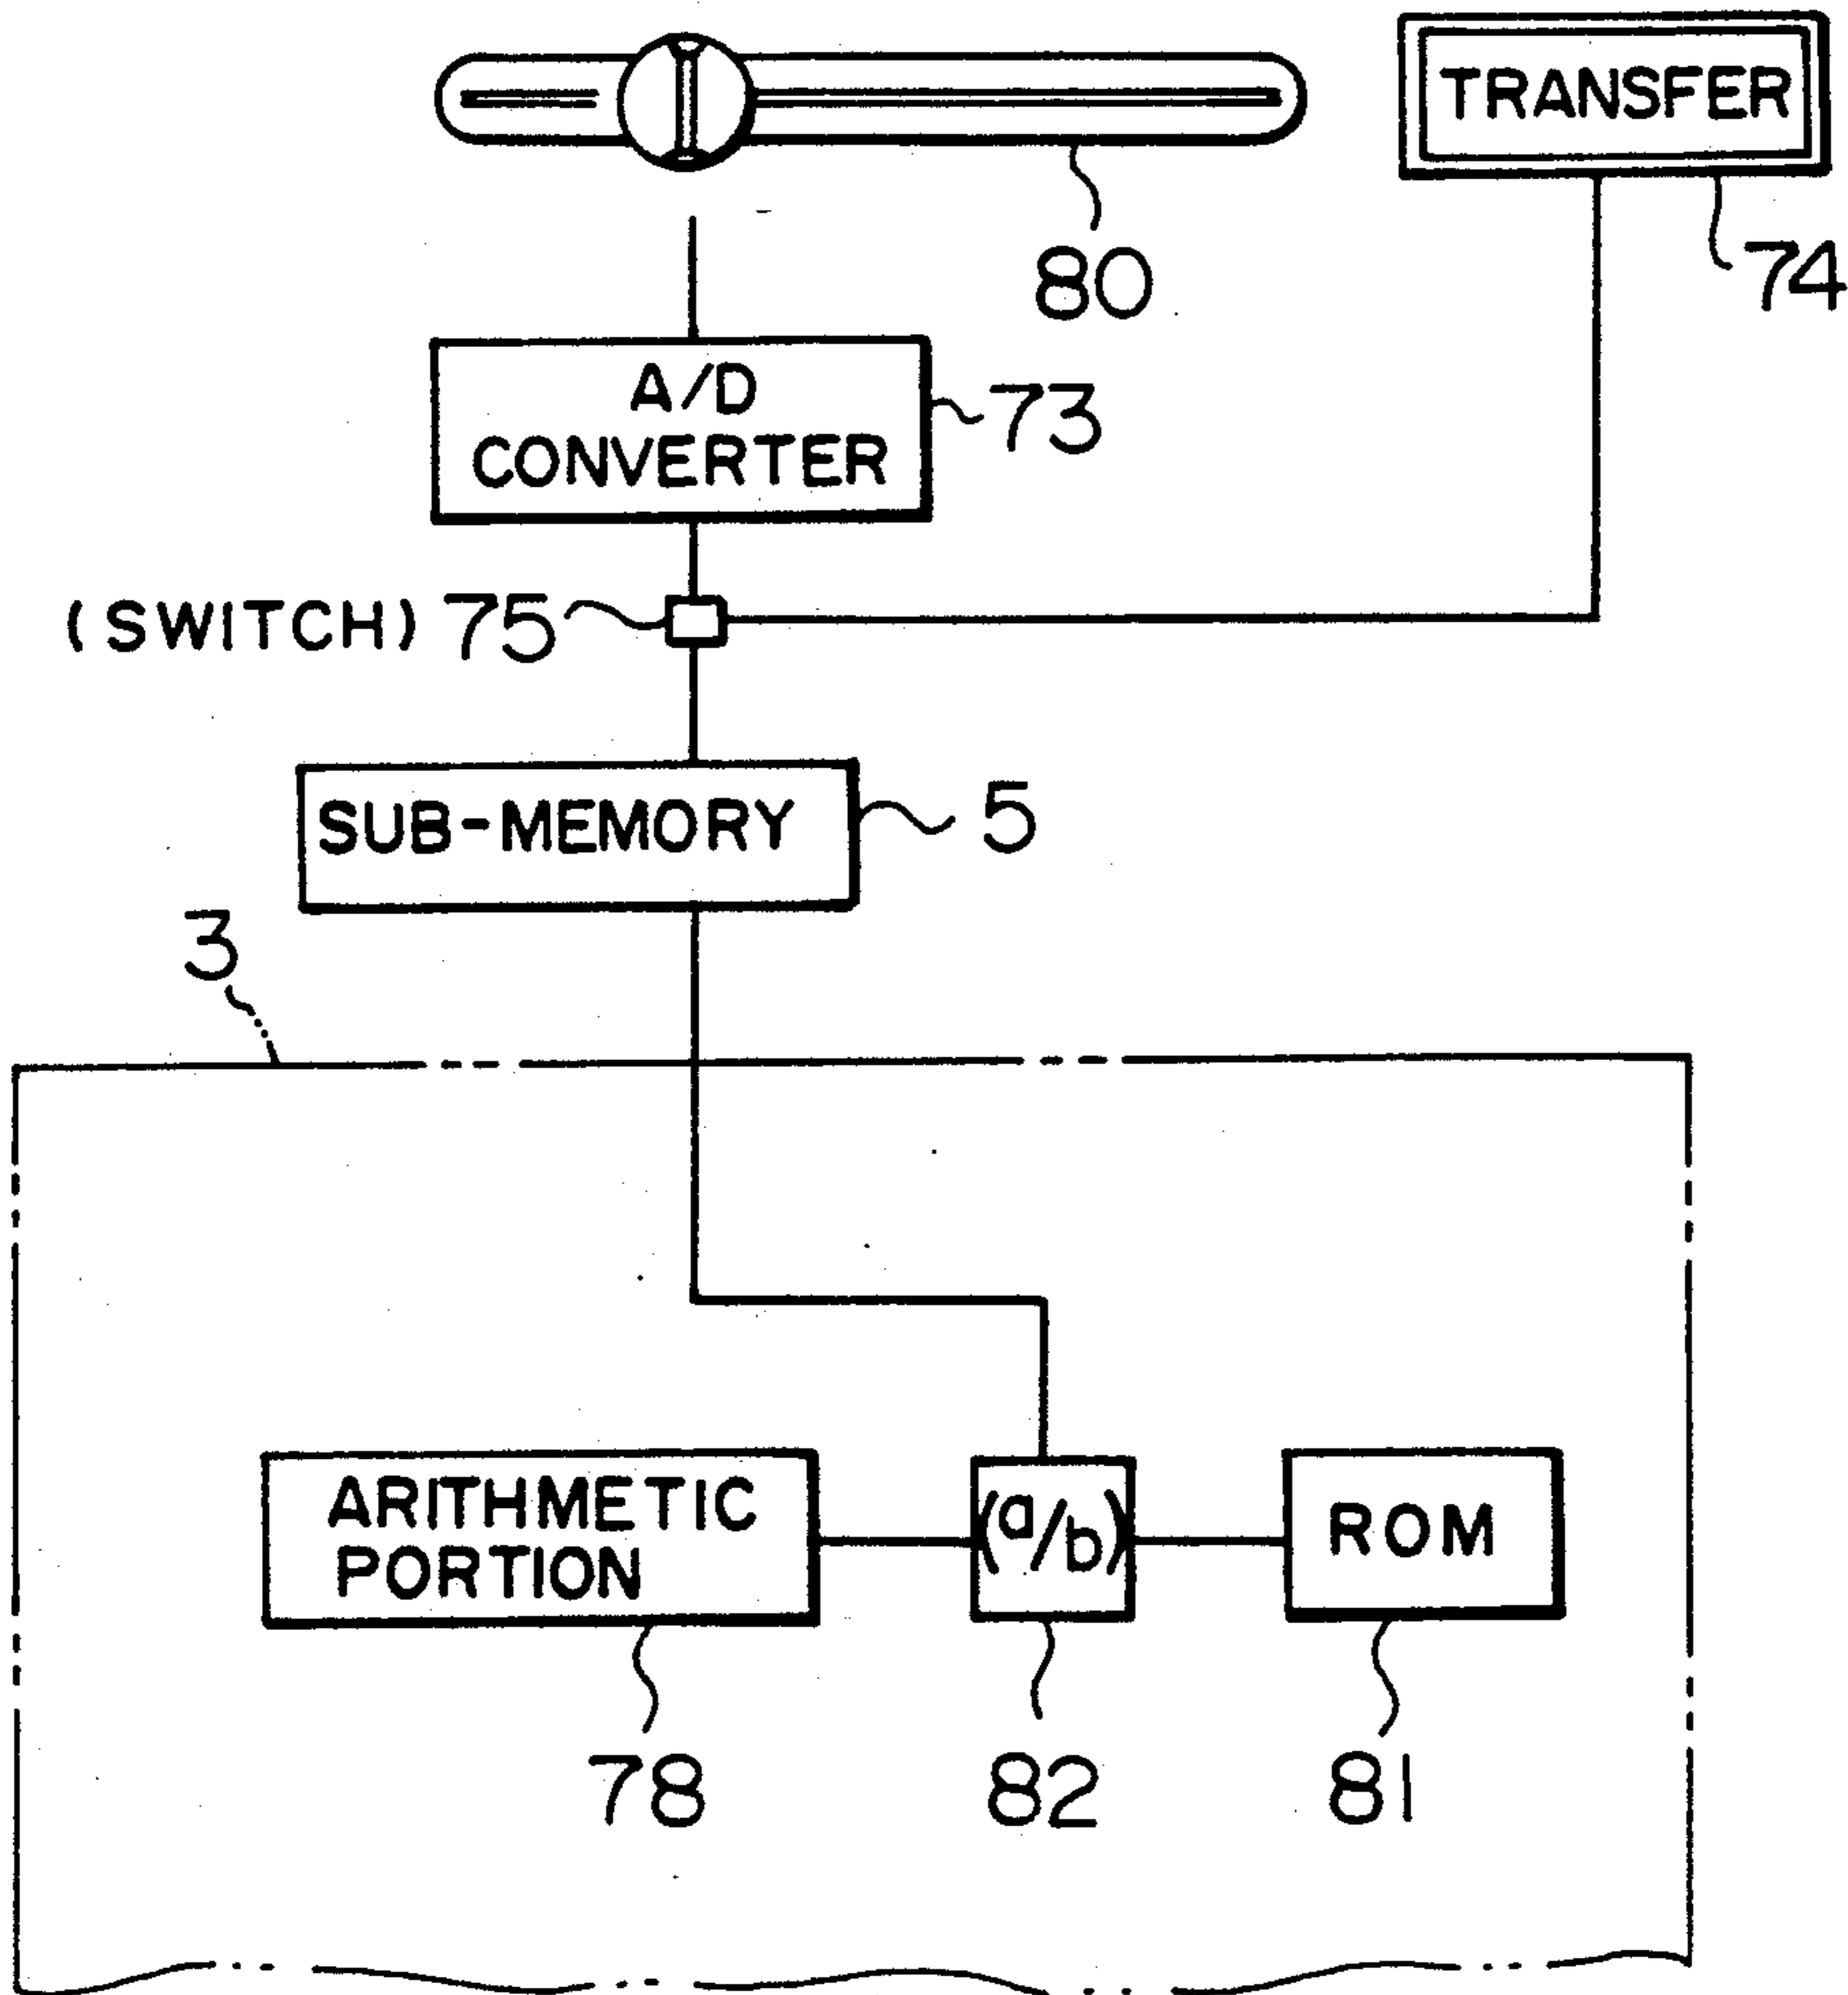 TRANSFER
80
74
A/D
CONVERTER
73
(SWITCH) 75
SUB-MEMORY
5
3
ARITHMETIC
PORTION
(a/b)
ROM
78
82
81